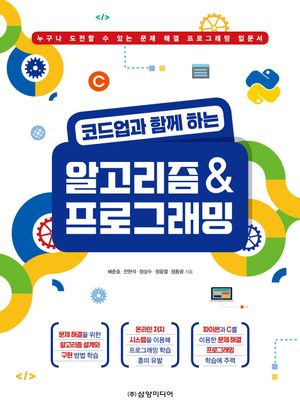 누구나 도전할 수 있는 문제 해결 프로그래밍 입문서
C
</>
코드업과 함께 하는
알고리즘 &
프로그래밍
배준호·전현석·정상수·정웅열·정종광 지음
문제 해결을 위한
알고리즘 설계와
구현 방법 학습
온라인 저지
시스템을 이용해
프로그래밍 학습
흥미 유발
파이썬과 C를
이용한 문제 해결
프로그래밍
학습에 주력
</>
(주)삼양미디어